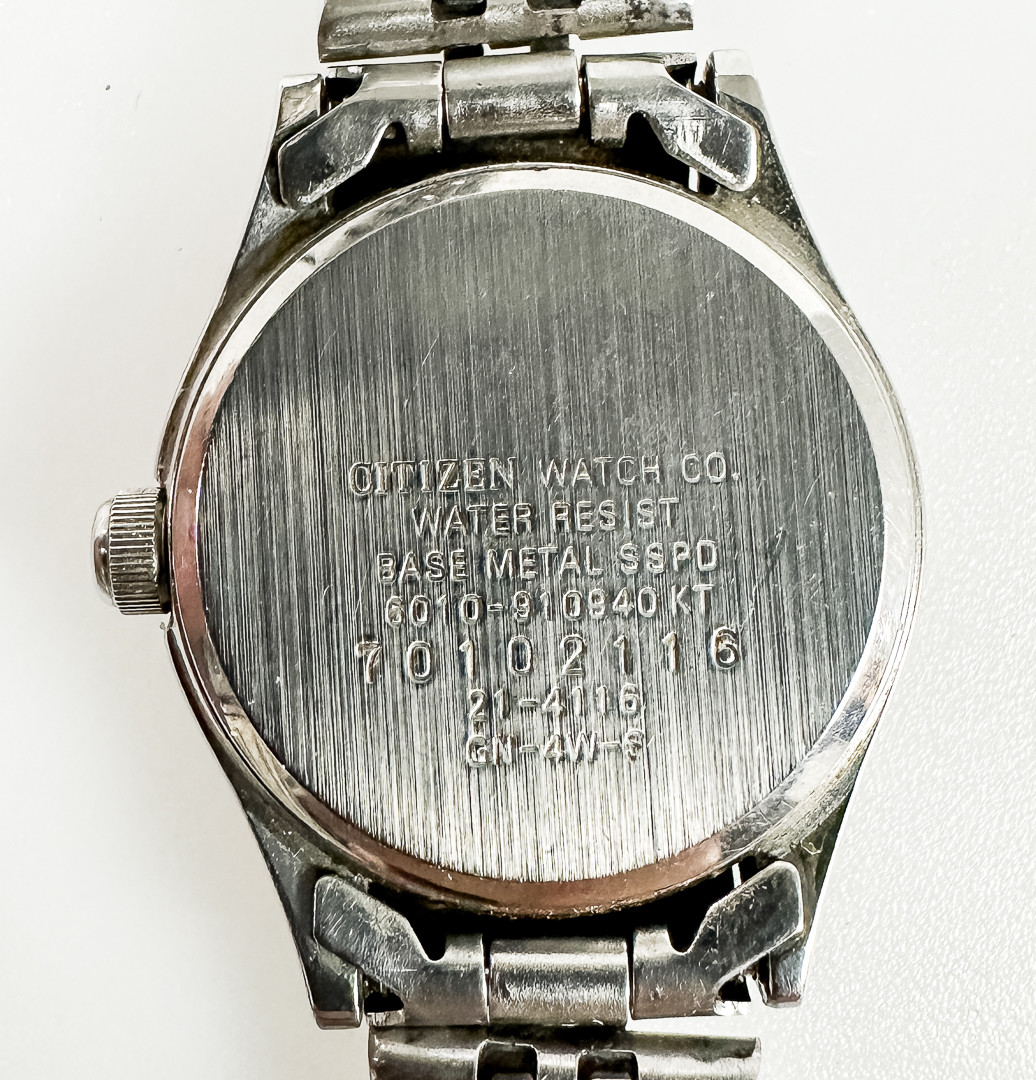 CITIZEN WATCH CO.
WATER RESIST
BASE METAL SSPD
6010-910940 KT
70102116
21-4116
GN-4W-S